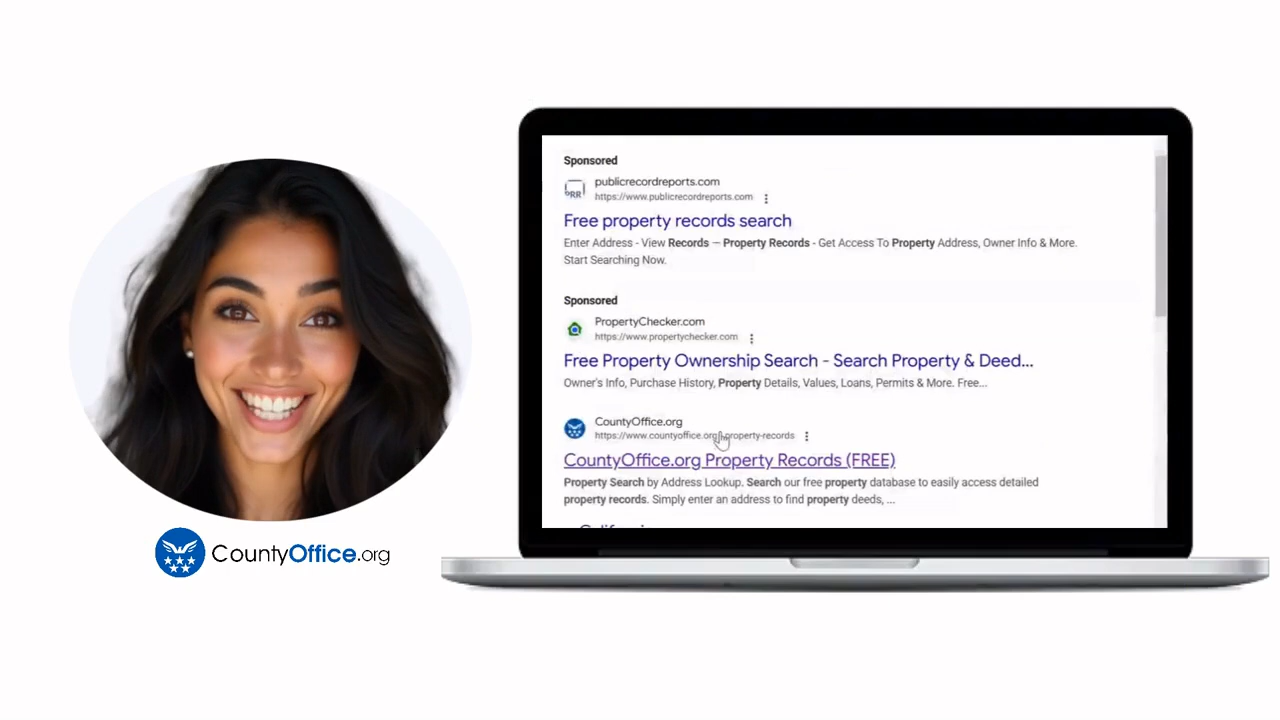 CountyOffice.org
Sponsored
PRR
publicrecordreports.com
https://www.publicrecordreports.com
Free property records search
Enter Address - View Records — Property Records - Get Access To Property Address, Owner Info & More.
Start Searching Now.
Sponsored
PropertyChecker.com
https://www.propertychecker.com
Free Property Ownership Search - Search Property & Deed...
Owner's Info, Purchase History, Property Details, Values, Loans, Permits & More. Free...
CountyOffice.org
https://www.countyoffice.org property-records
CountyOffice.org Property Records (FREE)
Property Search by Address Lookup. Search our free property database to easily access detailed
property records. Simply enter an address to find property deeds, ...